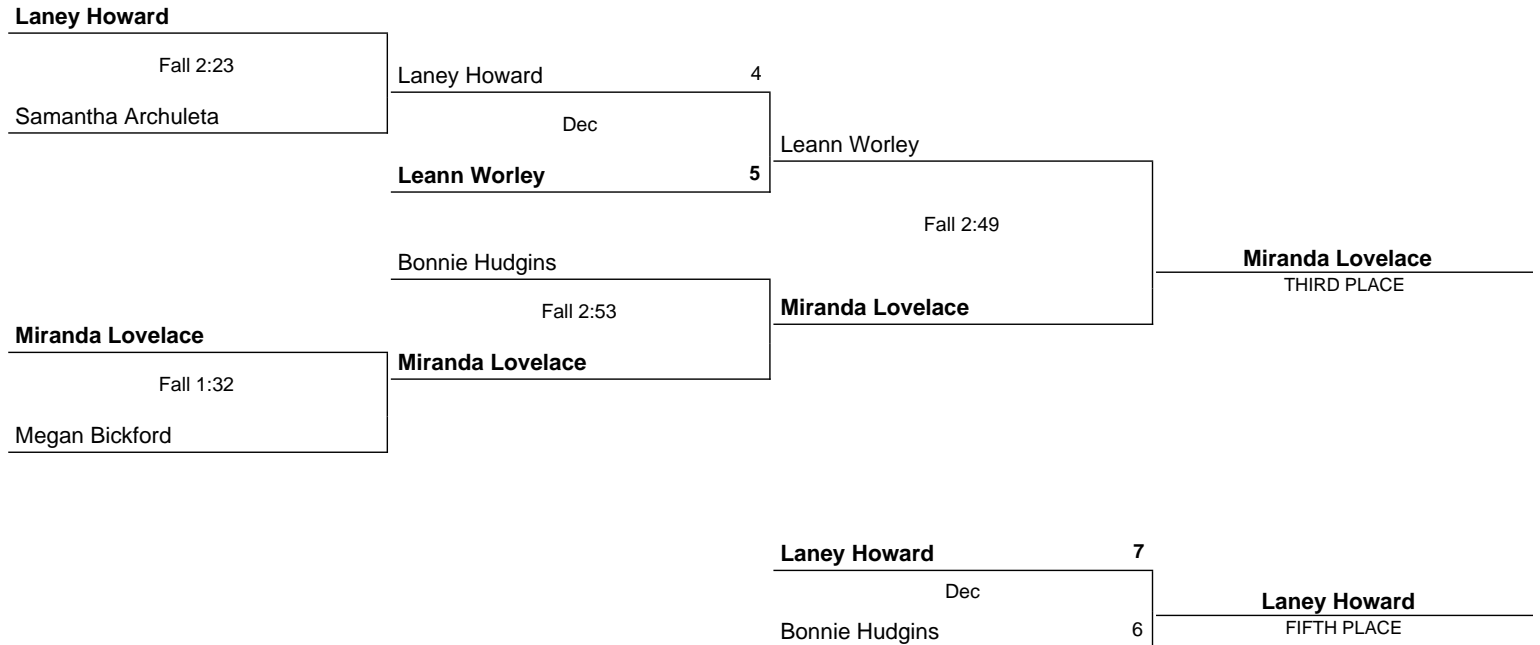 Laney Howard
Fall 2:23
Samantha Archuleta
Laney Howard 4
Dec
Leann Worley 5
Leann Worley
Fall 2:49
Bonnie Hudgins
Fall 2:53
Miranda Lovelace
Miranda Lovelace
Fall 1:32
Megan Bickford
Miranda Lovelace
Miranda Lovelace
THIRD PLACE
Laney Howard 7
Dec
Bonnie Hudgins 6
Laney Howard
FIFTH PLACE